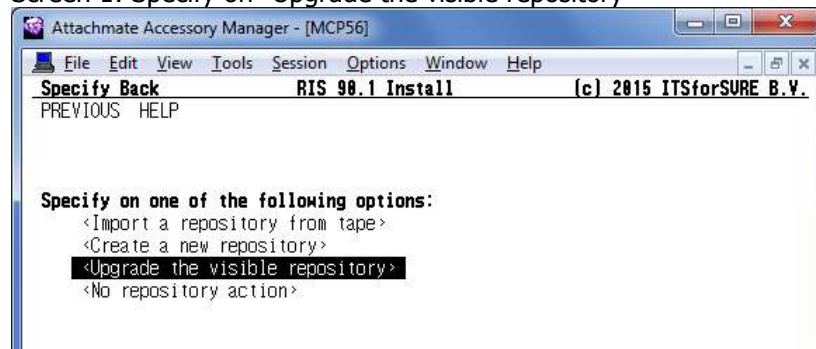 Screen 1: Specify on "Upgrade the visible repository"
Attachmate Accessory Manager - [MCP56]
File Edit View Tools Session Options Window Help
Specify Back RIS 90.1 Install (c) 2015 ITSforSURE B.V.
PREVIOUS HELP
Specify on one of the following options:
<Import a repository from tape>
<Create a new repository>
<Upgrade the visible repository>
<No repository action>